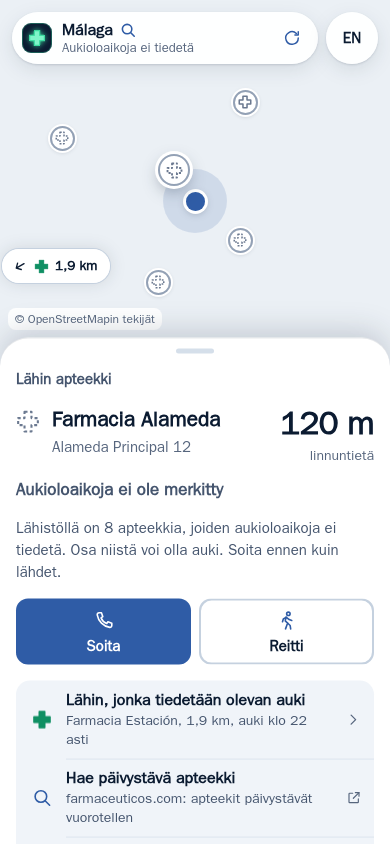 Málaga
Aukioloaikoja ei tiedetä
EN
1,9 km
© OpenStreetMapin tekijät
Lähin apteekki
Farmacia Alameda
120 m
Alameda Principal 12
linnuntietä
Aukioloaikoja ei ole merkitty
Lähistöllä on 8 apteekkia, joiden aukioloaikoja ei
tiedetä. Osa niistä voi olla auki. Soita ennen kuin
lähdet.
Soita
Reitti
Lähin, jonka tiedetään olevan auki
Farmacia Estación, 1,9 km, auki klo 22
asti
Hae päivystävä apteekki
farmaceuticos.com: apteekit päivystävät
vuorotellen